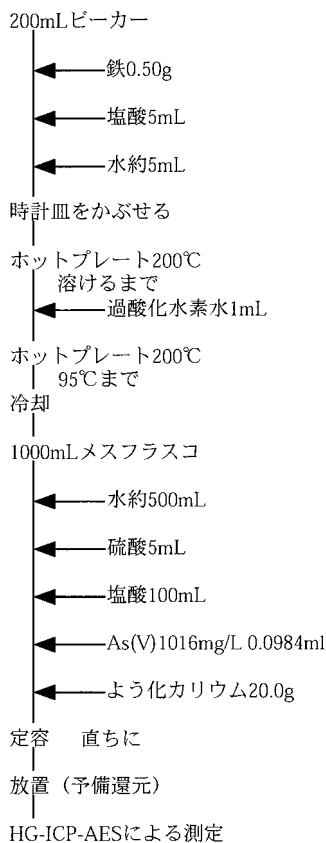 200mLビーカー
鉄0.50g
塩酸5mL
水約5mL
時計皿をかぶせる
ホットプレート200℃
溶けるまで
過酸化水素水1mL
ホットプレート200℃
95℃まで
冷却
1000mLメスフラスコ
水約500mL
硫酸5mL
塩酸100mL
As(V)1016mg/L 0.0984ml
よう化カリウム20.0g
定容 直ちに
放置（予備還元）
HG-ICP-AESによる測定